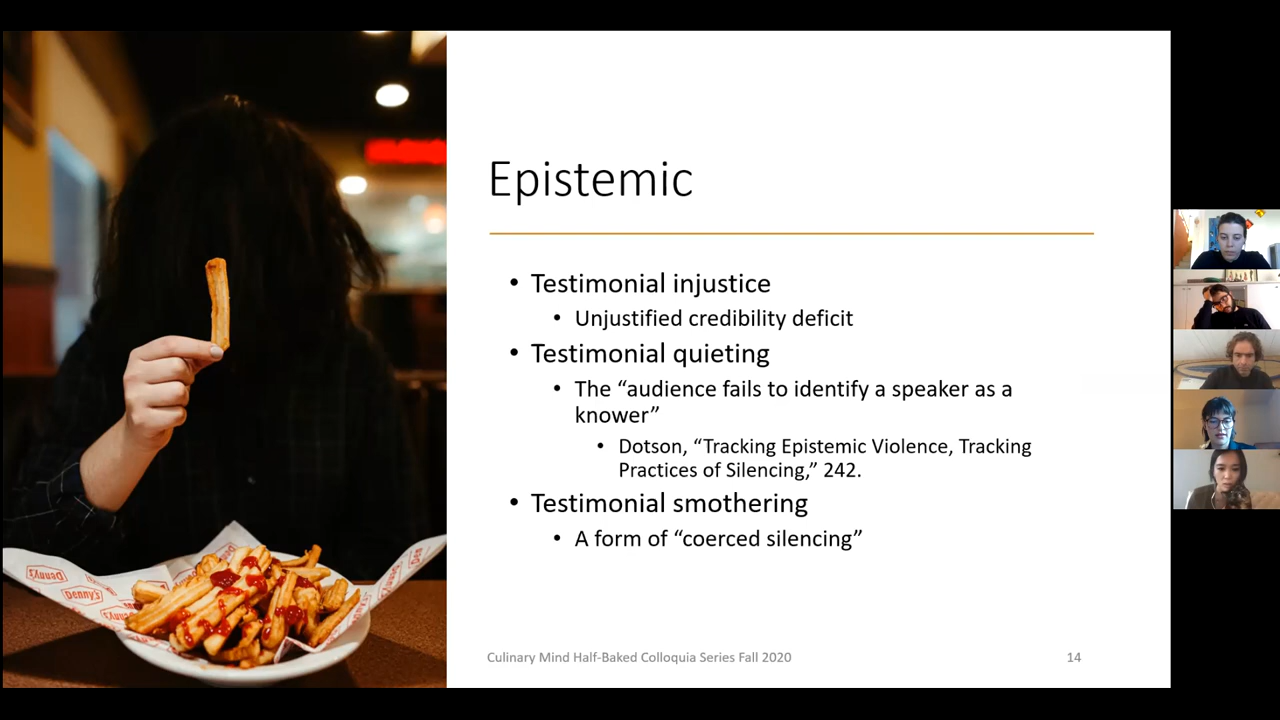 Epistemic
• Testimonial injustice
• Unjustified credibility deficit
• Testimonial quieting
• The “audience fails to identify a speaker as a
knower”
• Dotson, “Tracking Epistemic Violence, Tracking
Practices of Silencing,” 242.
• Testimonial smothering
• A form of “coerced silencing”
Culinary Mind Half-Baked Colloquia Series Fall 2020
14
Denny's
Denny's